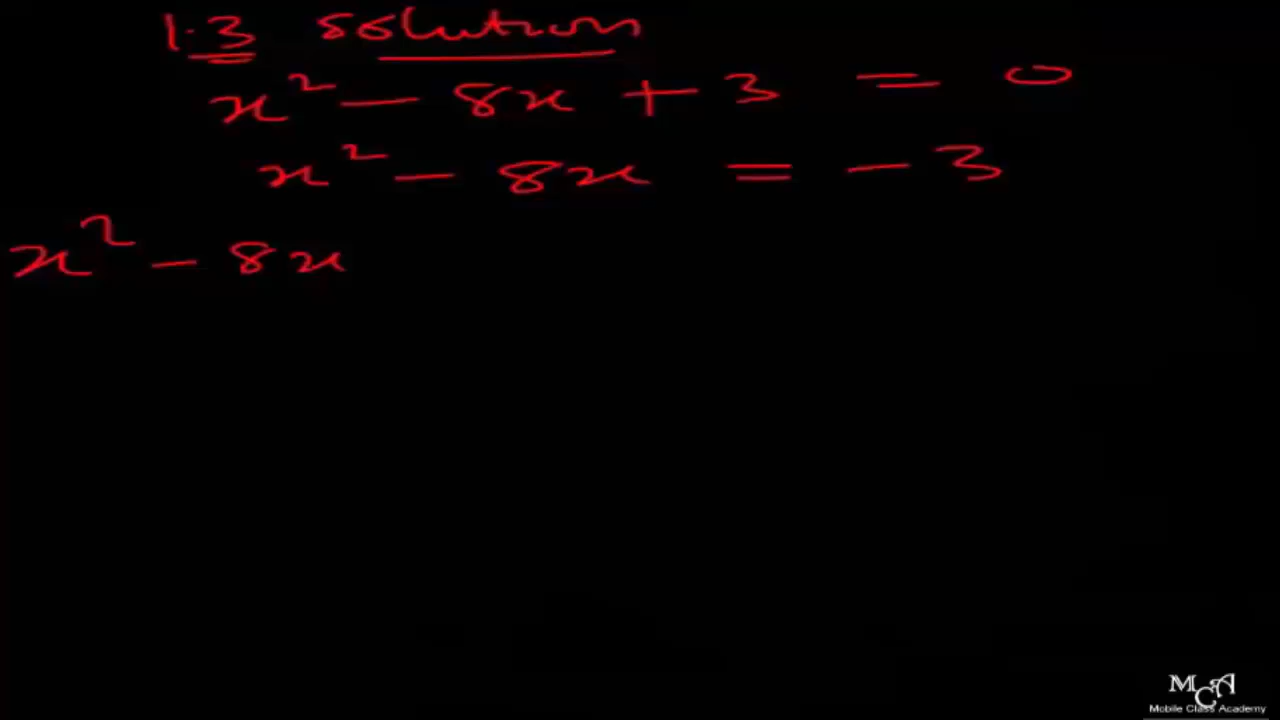 1.3 solution
x² - 8x + 3 = 0
x² - 8x = - 3
x² - 8x
MCA
Mobile Class Academy